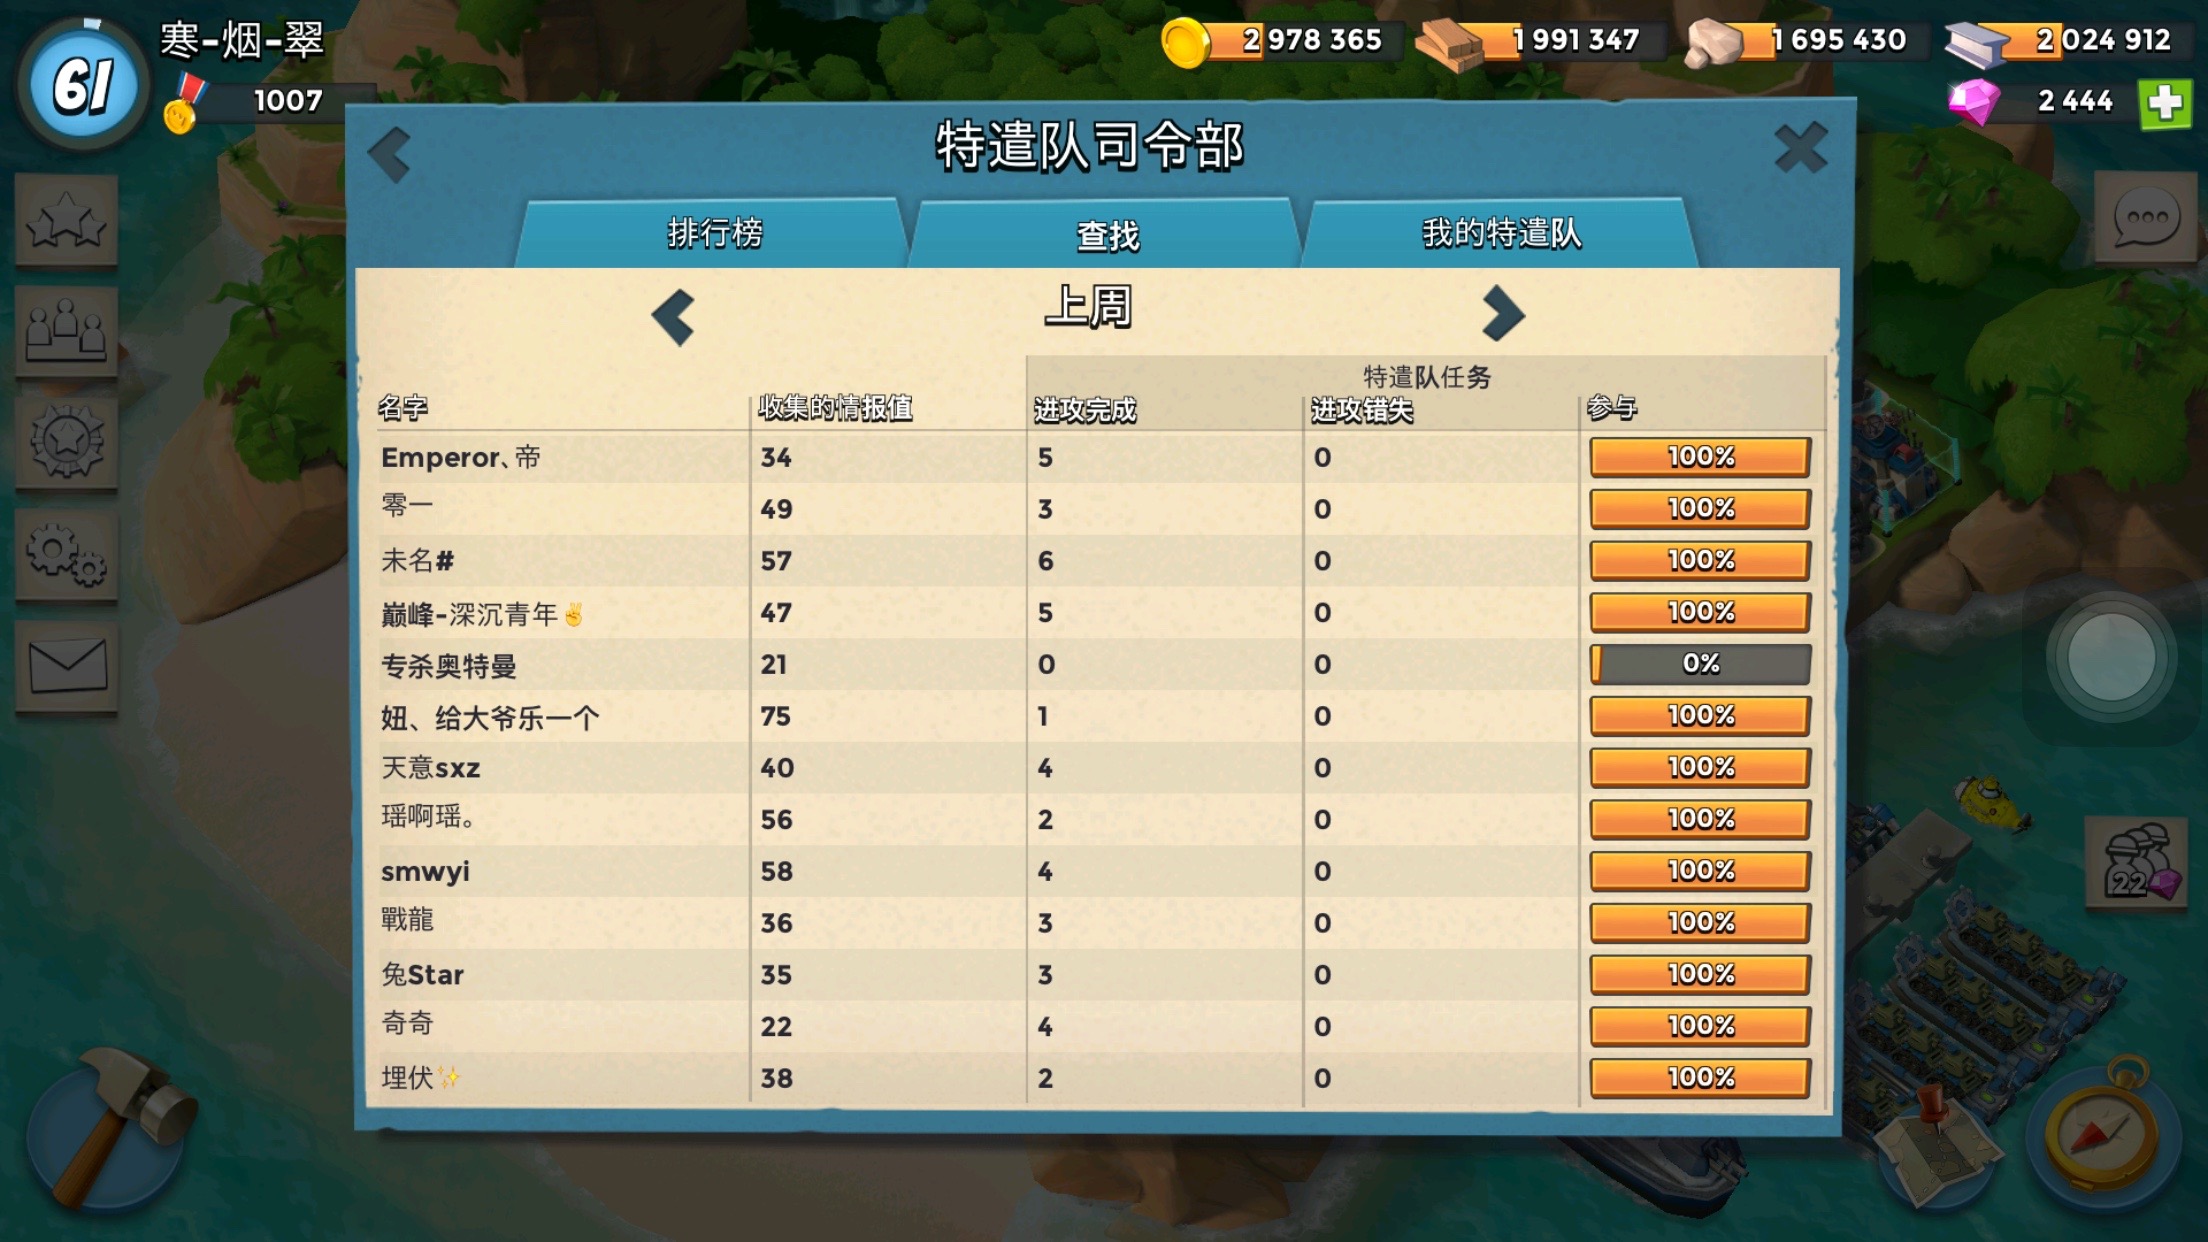 61 寒-烟-翠 2 978 365 1 991 347 1 695 430 2 024 912
1007 2 444
特遣队司令部
排行榜 查找 我的特遣队
上周
特遣队任务
名字 收集的情报值 进攻完成 进攻错失 参与
Emperor、帝 34 5 0 100%
零一 49 3 0 100%
未名# 57 6 0 100%
巅峰-深沉青年✌ 47 5 0 100%
专杀奥特曼 21 0 0 0%
妞、给大爷乐一个 75 1 0 100%
天意sxz 40 4 0 100%
瑶啊瑶。 56 2 0 100%
smwyi 58 4 0 100%
戰龍 36 3 0 100%
兔Star 35 3 0 100%
奇奇 22 4 0 100%
埋伏✨ 38 2 0 100%
22